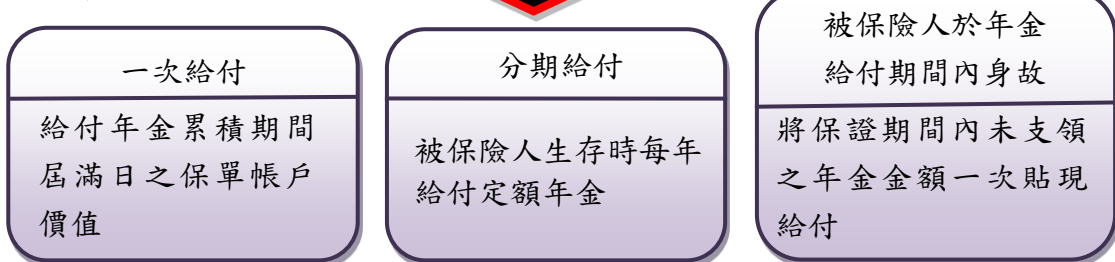 一次給付
給付年金累積期間
屆滿日之保單帳戶
價值
分期給付
被保險人生存時每年
給付定額年金
被保險人於年金
給付期間內身故
將保證期間內未支領
之年金金額一次貼現
給付